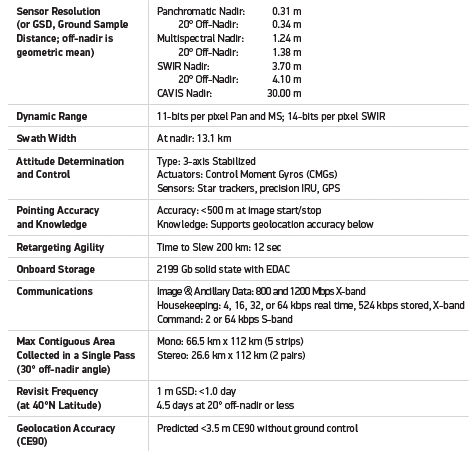 Sensor Resolution
(or GSD, Ground Sample
Distance; off-nadir is
geometric mean)
Panchromatic Nadir: 0.31 m
20° Off-Nadir: 0.34 m
Multispectral Nadir: 1.24 m
20° Off-Nadir: 1.38 m
SWIR Nadir: 3.70 m
20° Off-Nadir: 4.10 m
CAVIS Nadir: 30.00 m
Dynamic Range
11-bits per pixel Pan and MS; 14-bits per pixel SWIR
Swath Width
At nadir: 13.1 km
Attitude Determination
and Control
Type: 3-axis Stabilized
Actuators: Control Moment Gyros (CMGs)
Sensors: Star trackers, precision IRU, GPS
Pointing Accuracy
and Knowledge
Accuracy: <500 m at image start/stop
Knowledge: Supports geolocation accuracy below
Retargeting Agility
Time to Slew 200 km: 12 sec
Onboard Storage
2199 Gb solid state with EDAC
Communications
Image & Ancillary Data: 800 and 1200 Mbps X-band
Housekeeping: 4, 16, 32, or 64 kbps real time, 524 kbps stored, X-band
Command: 2 or 64 kbps S-band
Max Contiguous Area
Collected in a Single Pass
(30° off-nadir angle)
Mono: 66.5 km x 112 km (5 strips)
Stereo: 26.6 km x 112 km (2 pairs)
Revisit Frequency
(at 40°N Latitude)
1 m GSD: <1.0 day
4.5 days at 20° off-nadir or less
Geolocation Accuracy
(CE90)
Predicted <3.5 m CE90 without ground control